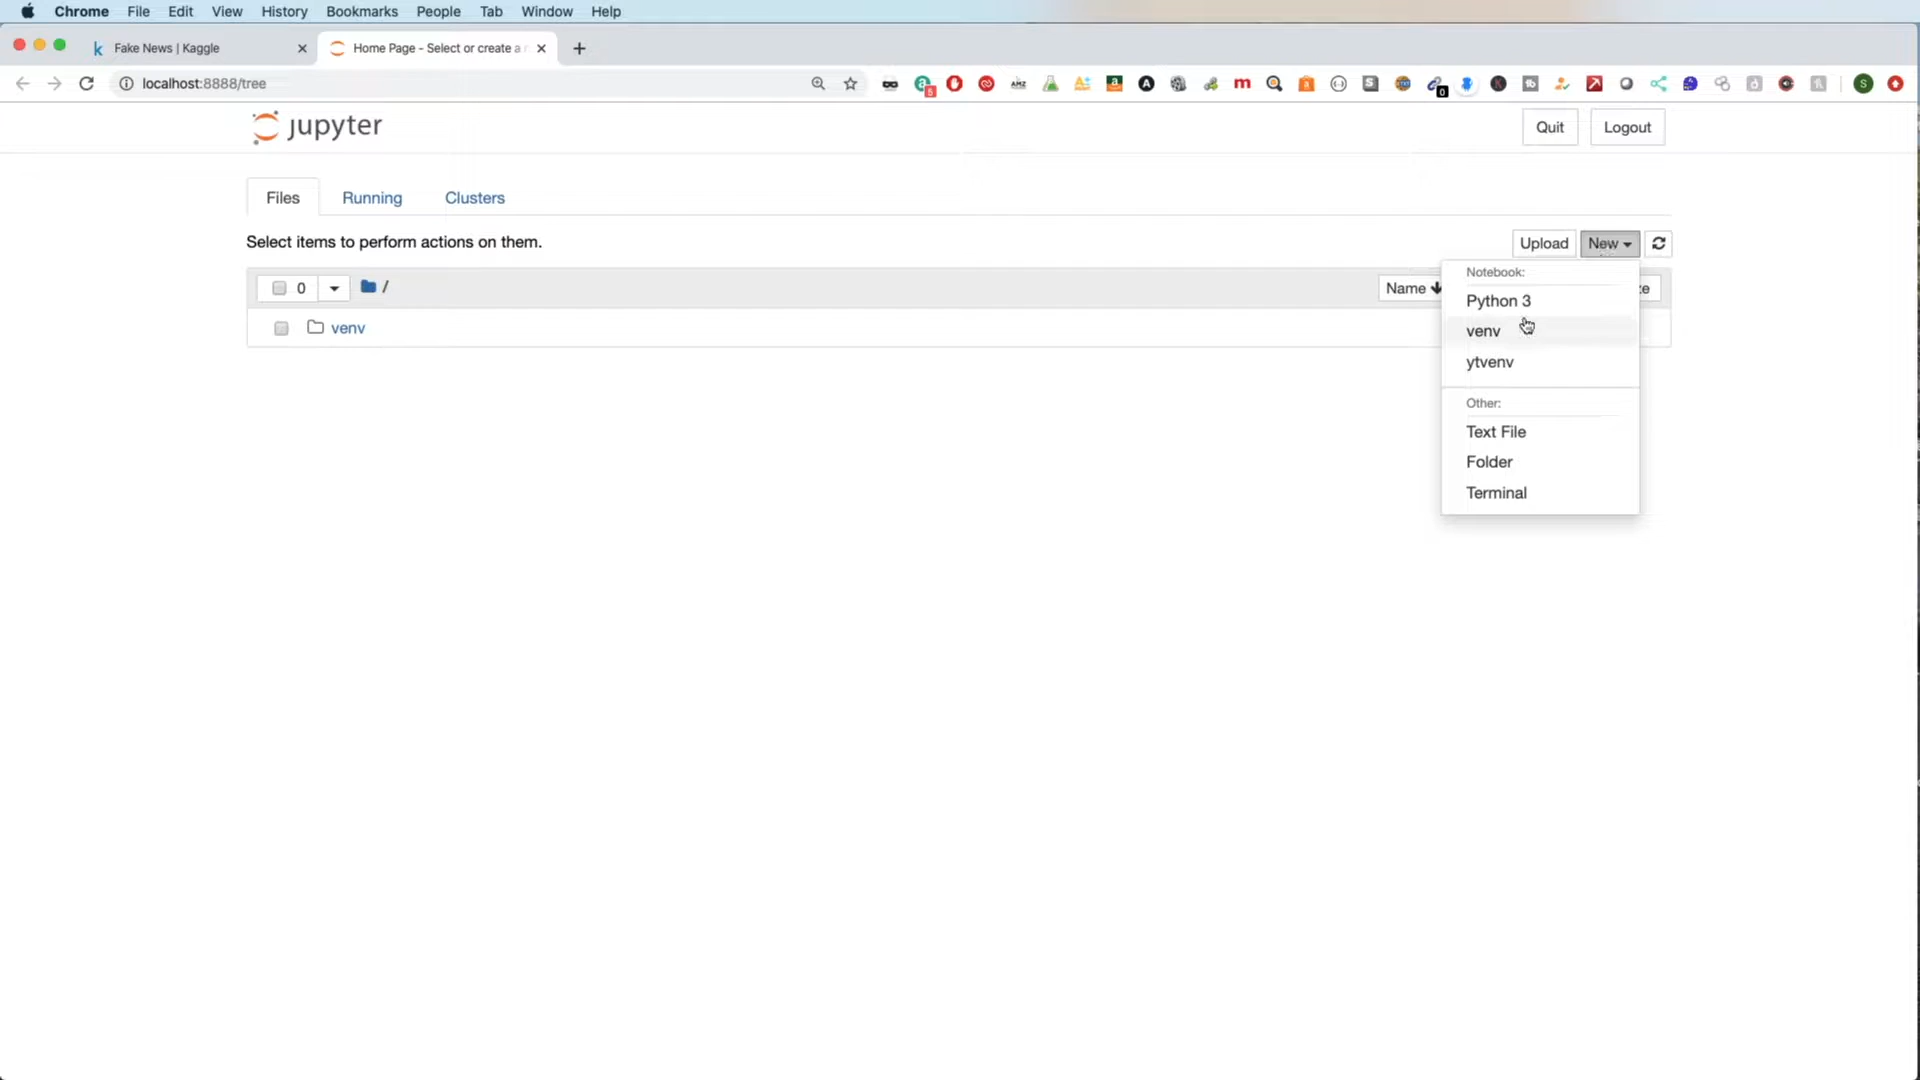 Chrome File Edit View History Bookmarks People Tab Window Help
Fake News | Kaggle
Home Page - Select or create a
localhost:8888/tree
jupyter
Quit
Logout
Files
Running
Clusters
Select items to perform actions on them.
Upload
New
0
/
Name
ze
venv
Notebook:
Python 3
venv
ytvenv
Other:
Text File
Folder
Terminal